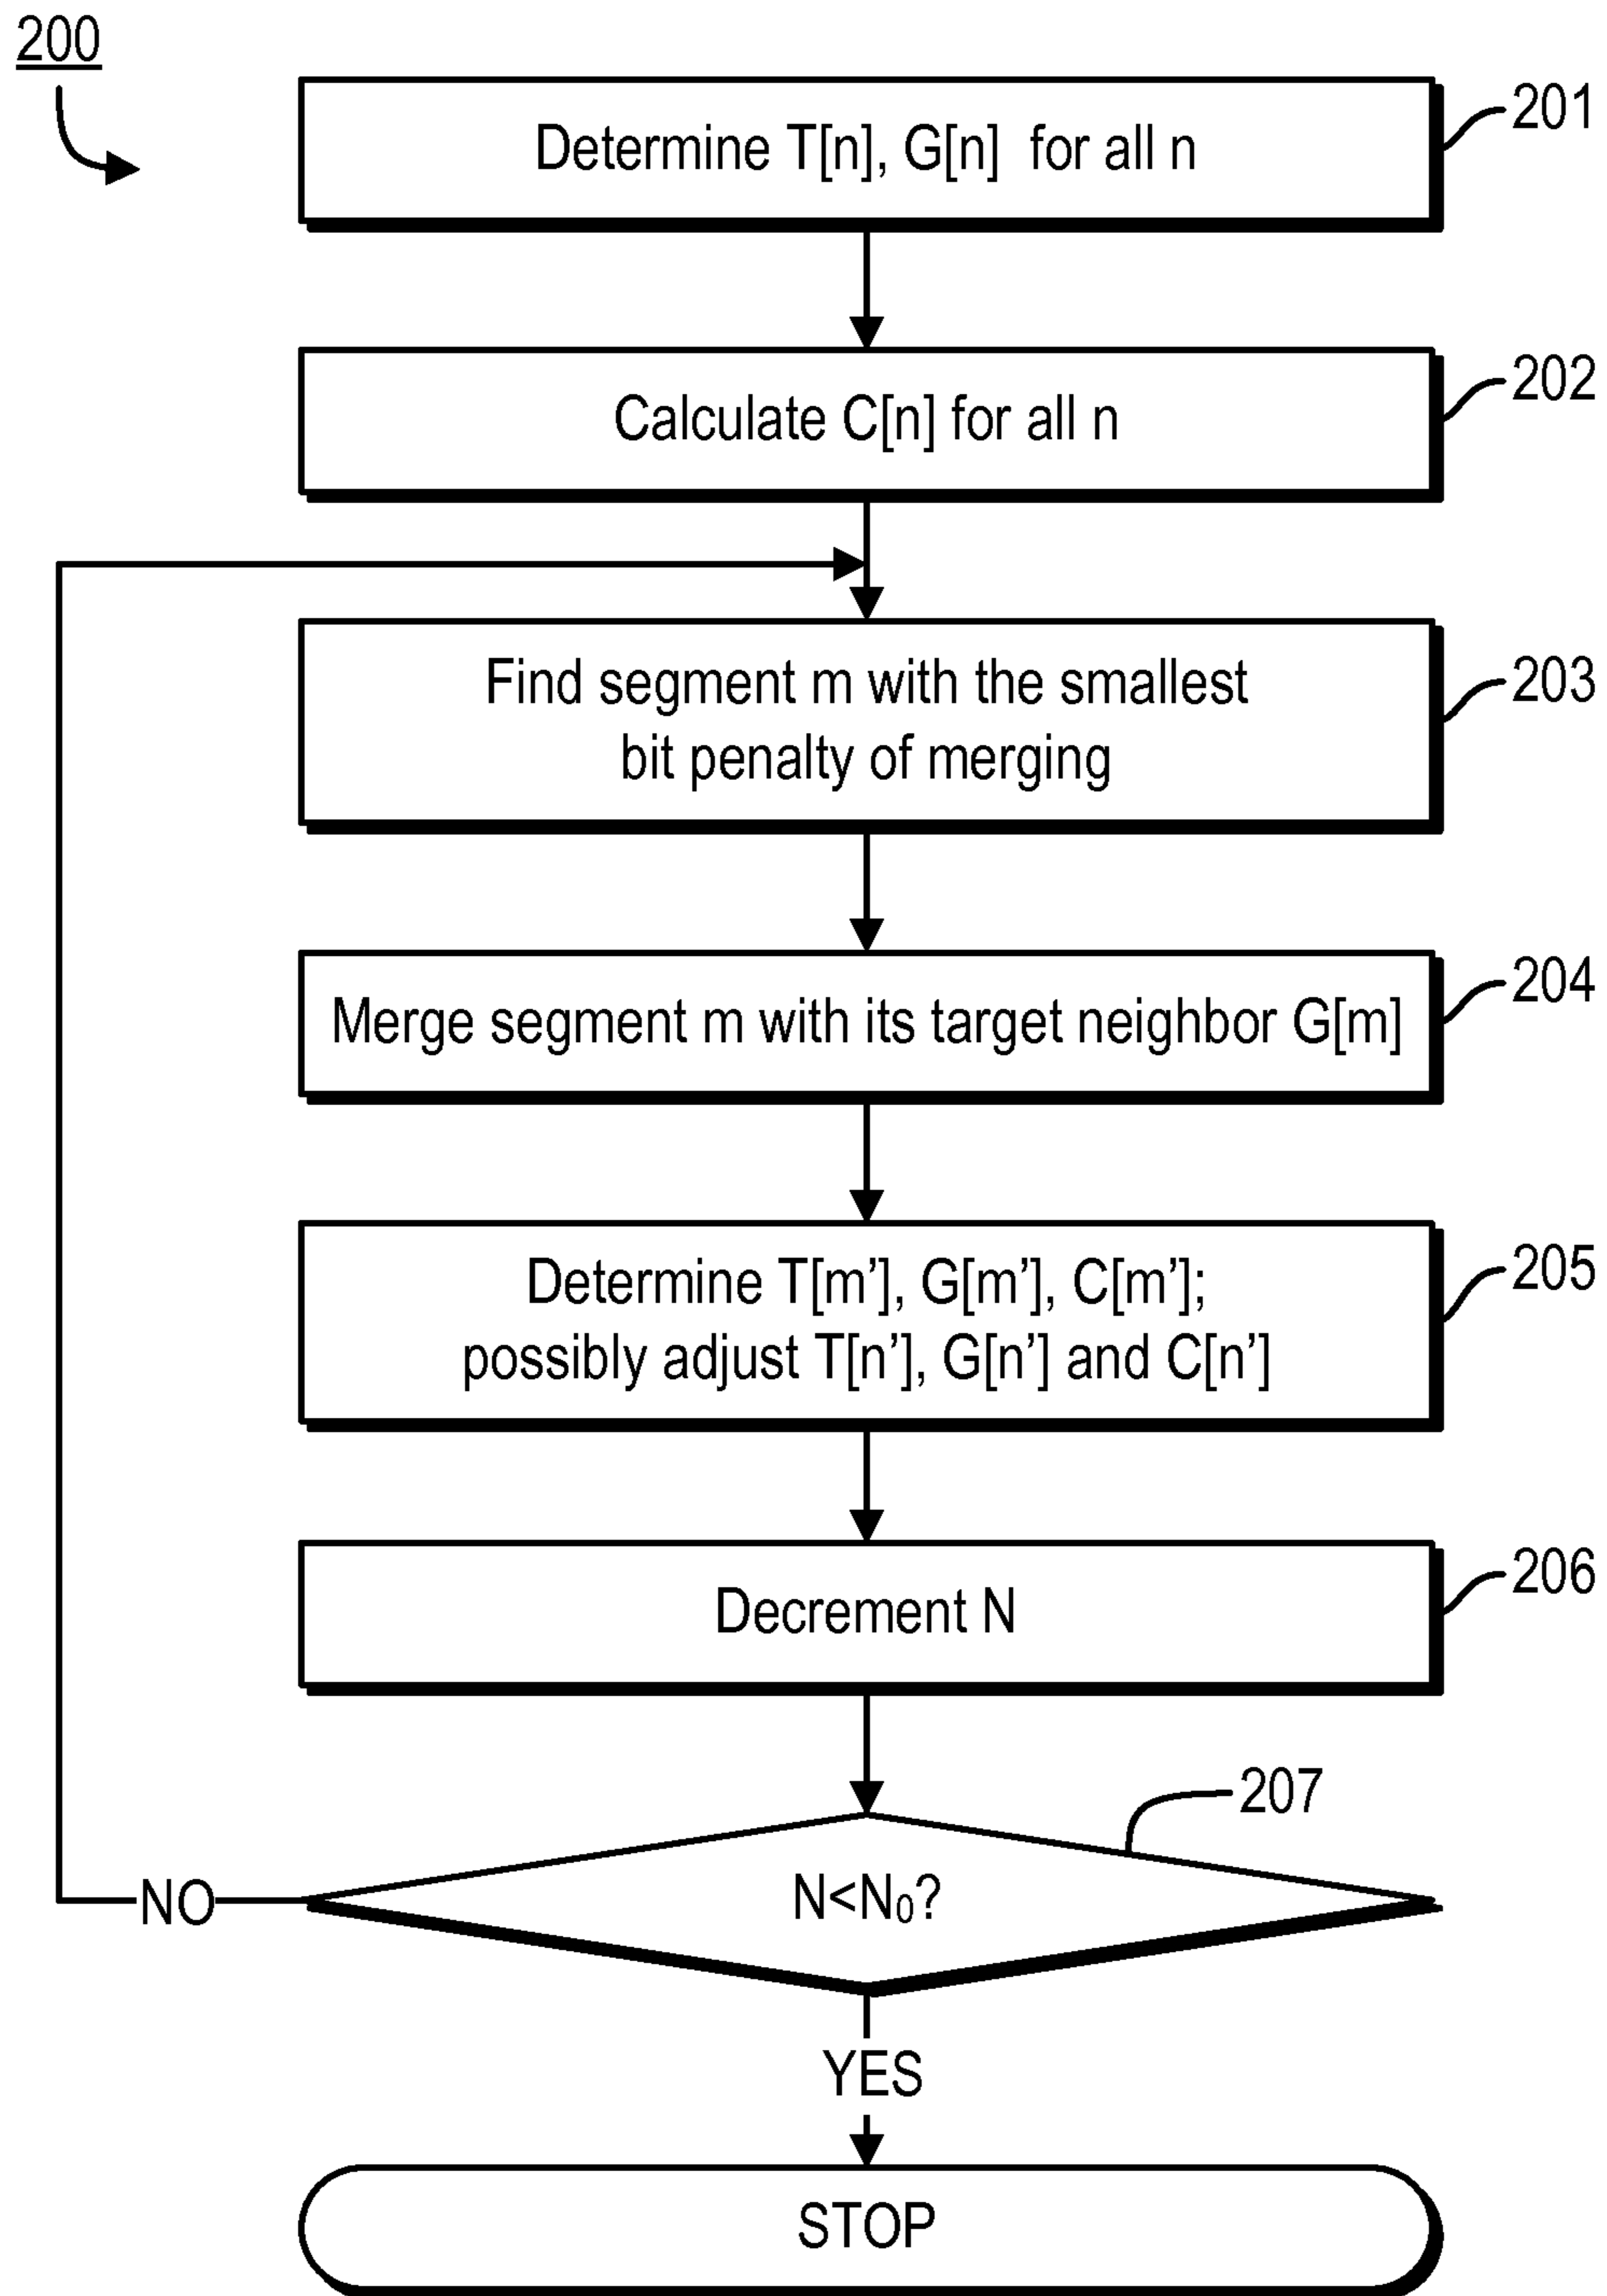 200
Determine T[n], G[n] for all n
201
Calculate C[n] for all n
202
Find segment m with the smallest
bit penalty of merging
203
Merge segment m with its target neighbor G[m]
204
Determine T[m’], G[m’], C[m’];
possibly adjust T[n’], G[n’] and C[n’]
205
Decrement N
206
207
N<N₀?
NO
YES
STOP